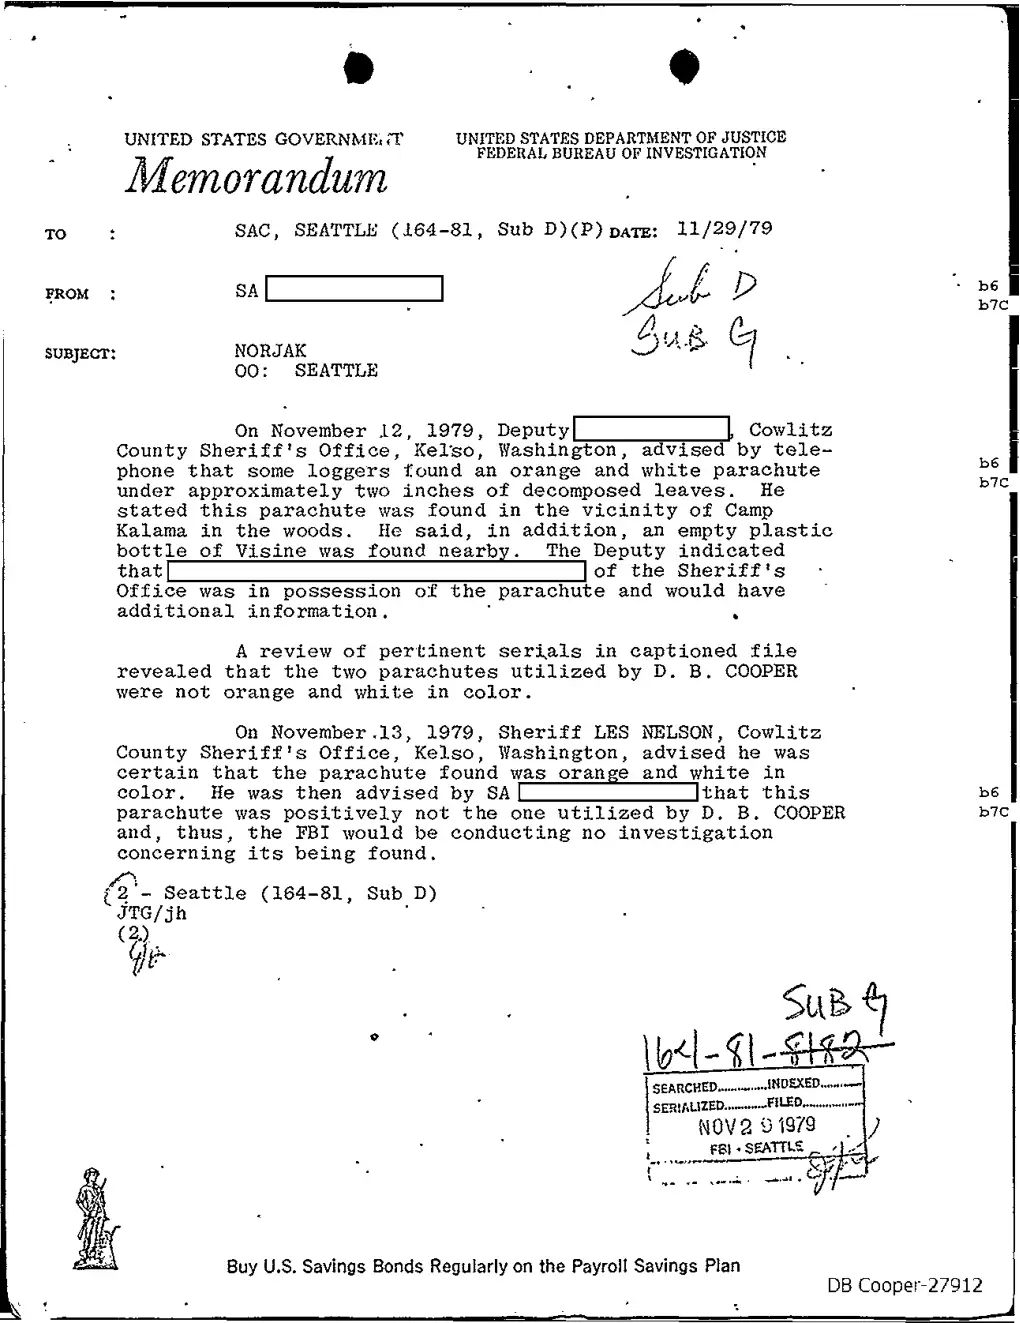 UNITED STATES GOVERNMENT
UNITED STATES DEPARTMENT OF JUSTICE
FEDERAL BUREAU OF INVESTIGATION
Memorandum
TO : SAC, SEATTLE (164-81, Sub D)(P) DATE: 11/29/79
Sub D
FROM : SA
b6
b7C
SUB G
SUBJECT: NORJAK
OO: SEATTLE
On November 12, 1979, Deputy , Cowlitz
County Sheriff's Office, Kelso, Washington, advised by tele-
phone that some loggers found an orange and white parachute
b6
under approximately two inches of decomposed leaves. He
b7C
stated this parachute was found in the vicinity of Camp
Kalama in the woods. He said, in addition, an empty plastic
bottle of Visine was found nearby. The Deputy indicated
that of the Sheriff's
Office was in possession of the parachute and would have
additional information.
A review of pertinent serials in captioned file
revealed that the two parachutes utilized by D. B. COOPER
were not orange and white in color.
On November 13, 1979, Sheriff LES NELSON, Cowlitz
County Sheriff's Office, Kelso, Washington, advised he was
certain that the parachute found was orange and white in
color. He was then advised by SA that this
b6
parachute was positively not the one utilized by D. B. COOPER
b7C
and, thus, the FBI would be conducting no investigation
concerning its being found.
2 - Seattle (164-81, Sub D)
JTG/jh
(2)
SUB G
164-81-8182
SEARCHED..............INDEXED............
SERIALIZED............FILED.................
NOV 2 9 1979
FBI • SEATTLE
Buy U.S. Savings Bonds Regularly on the Payroll Savings Plan
DB Cooper-27912